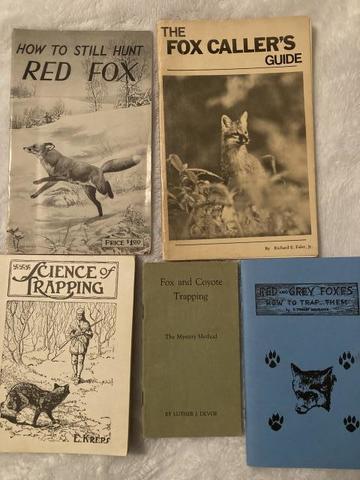 HOW TO STILL HUNT
RED FOX
PRICE $1.00
THE
FOX CALLER'S
GUIDE
By Richard E. Faler, Jr.
SCIENCE of
TRAPPING
E. KREPS
Fox and Coyote
Trapping
The Mystery Method
BY LUTHER J. DEVOE
RED AND GREY FOXES
HOW TO TRAP THEM
by